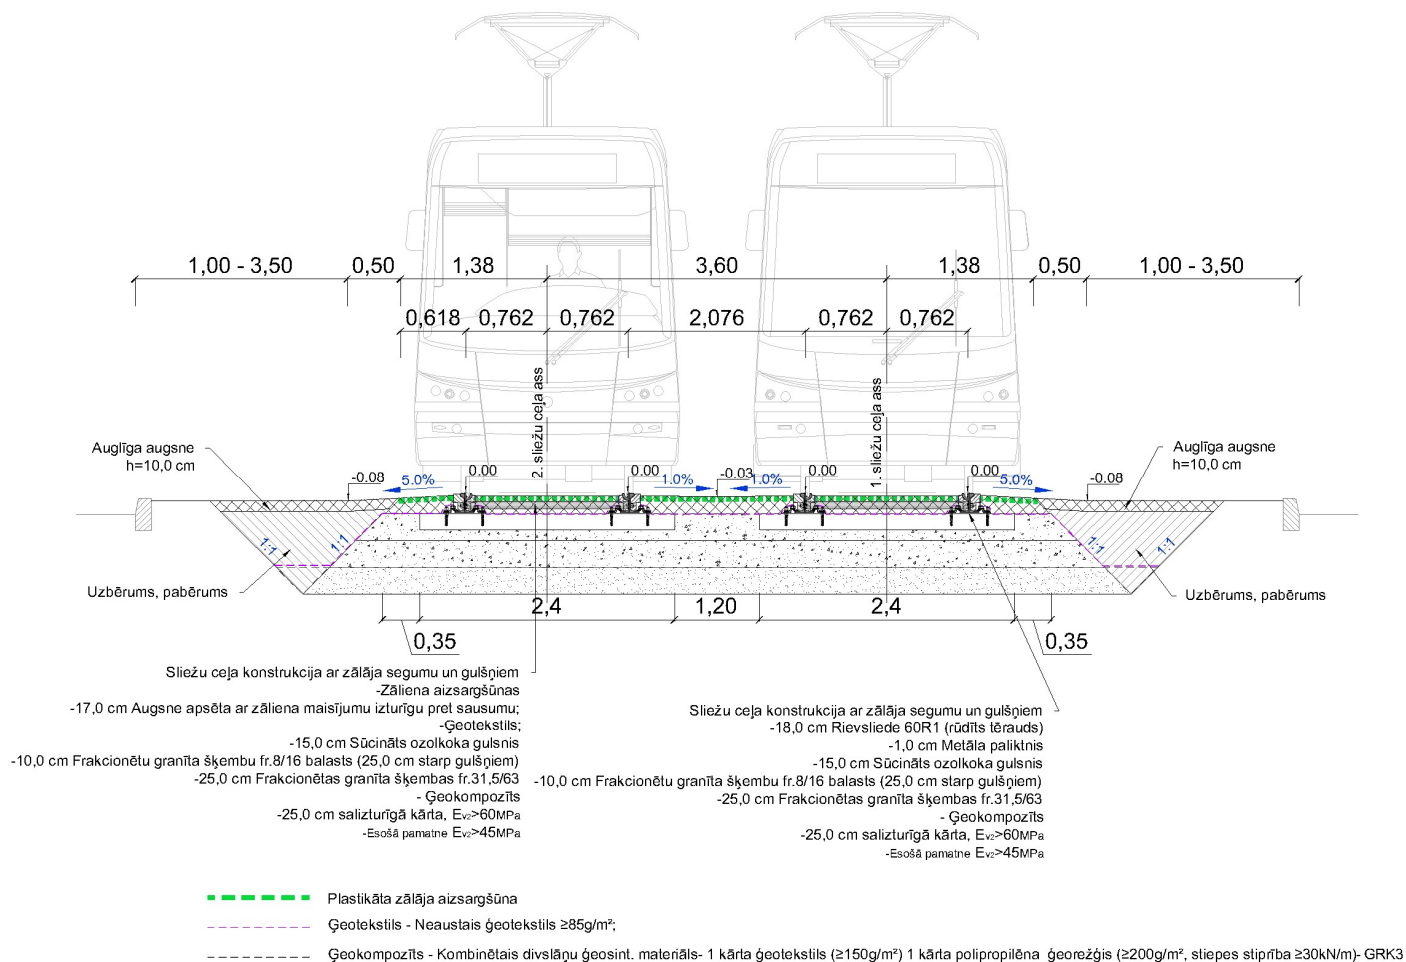 1,00 - 3,50
0,50
1,38
3,60
1,38
0,50
1,00 - 3,50
0,618
0,762
0,762
2,076
0,762
0,762
2. sliežu ceļa ass
1. sliežu ceļa ass
Auglīga augsne
h=10,0 cm
Auglīga augsne
h=10,0 cm
-0.08
5.0%
0.00
0.00
1.0%
-0.03
1.0%
0.00
0.00
5.0%
-0.08
1:1
1:1
1:1
1:1
Uzbērums, pabērums
Uzbērums, pabērums
2,4
1,20
2,4
0,35
0,35
Sliežu ceļa konstrukcija ar zālāja segumu un gulšņiem
-Zāliena aizsargšūnas
-17,0 cm Augsne apsēta ar zāliena maisījumu izturīgu pret sausumu;
-Ģeotekstils;
-15,0 cm Sūcināts ozolkoka gulsnis
-10,0 cm Frakcionētu granīta šķembu fr.8/16 balasts (25,0 cm starp gulšņiem)
-25,0 cm Frakcionētas granīta šķembas fr.31,5/63
- Ģeokompozīts
-25,0 cm salizturīgā kārta, Ev2>60MPa
-Esošā pamatne Ev2>45MPa
Sliežu ceļa konstrukcija ar zālāja segumu un gulšņiem
-18,0 cm Rievsliede 60R1 (rūdīts tērauds)
-1,0 cm Metāla paliktnis
-15,0 cm Sūcināts ozolkoka gulsnis
-10,0 cm Frakcionētu granīta šķembu fr.8/16 balasts (25,0 cm starp gulšņiem)
-25,0 cm Frakcionētas granīta šķembas fr.31,5/63
- Ģeokompozīts
-25,0 cm salizturīgā kārta, Ev2>60MPa
-Esošā pamatne Ev2>45MPa
Plastikāta zālāja aizsargšūna
Ģeotekstils - Neaustais ģeotekstils ≥85g/m²;
Ģeokompozīts - Kombinētais divslāņu ģeosint. materiāls- 1 kārta ģeotekstils (≥150g/m²) 1 kārta polipropilēna ģeorežģis (≥200g/m², stiepes stiprība ≥30kN/m)- GRK3